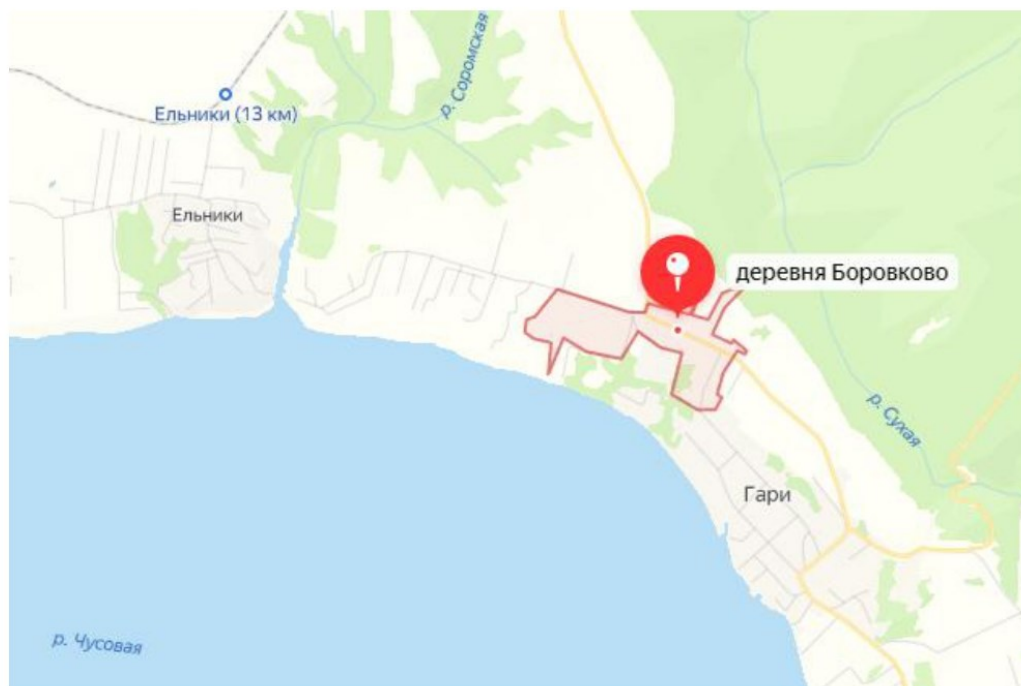 р. Соромская
Ельники (13 км)
Ельники
деревня Боровково
р. Сухая
Гари
р. Чусовая